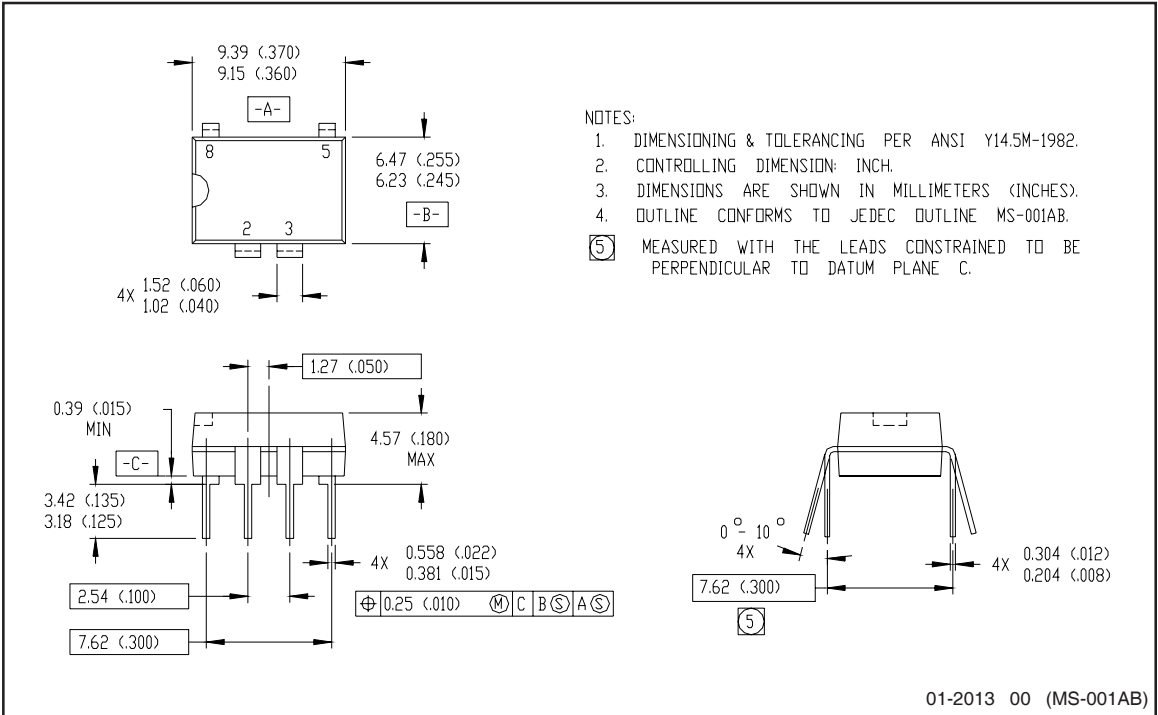 9.39 (.370)
9.15 (.360)
-A-
8 5
6.47 (.255)
6.23 (.245)
-B-
2 3
4X 1.52 (.060)
1.02 (.040)
NOTES:
1. DIMENSIONING & TOLERANCING PER ANSI Y14.5M-1982.
2. CONTROLLING DIMENSION: INCH.
3. DIMENSIONS ARE SHOWN IN MILLIMETERS (INCHES).
4. OUTLINE CONFORMS TO JEDEC OUTLINE MS-001AB.
5 MEASURED WITH THE LEADS CONSTRAINED TO BE
PERPENDICULAR TO DATUM PLANE C.
1.27 (.050)
0.39 (.015)
MIN
4.57 (.180)
MAX
-C-
3.42 (.135)
3.18 (.125)
4X 0.558 (.022)
0.381 (.015)
2.54 (.100)
⌖ 0.25 (.010) Ⓜ C B Ⓢ A Ⓢ
7.62 (.300)
0° - 10°
4X
4X 0.304 (.012)
0.204 (.008)
7.62 (.300)
5
01-2013 00 (MS-001AB)